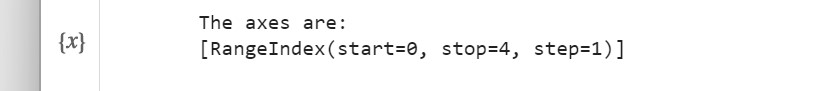 The axes are:
{x}
[RangeIndex(start=0, stop=4, step=1)]